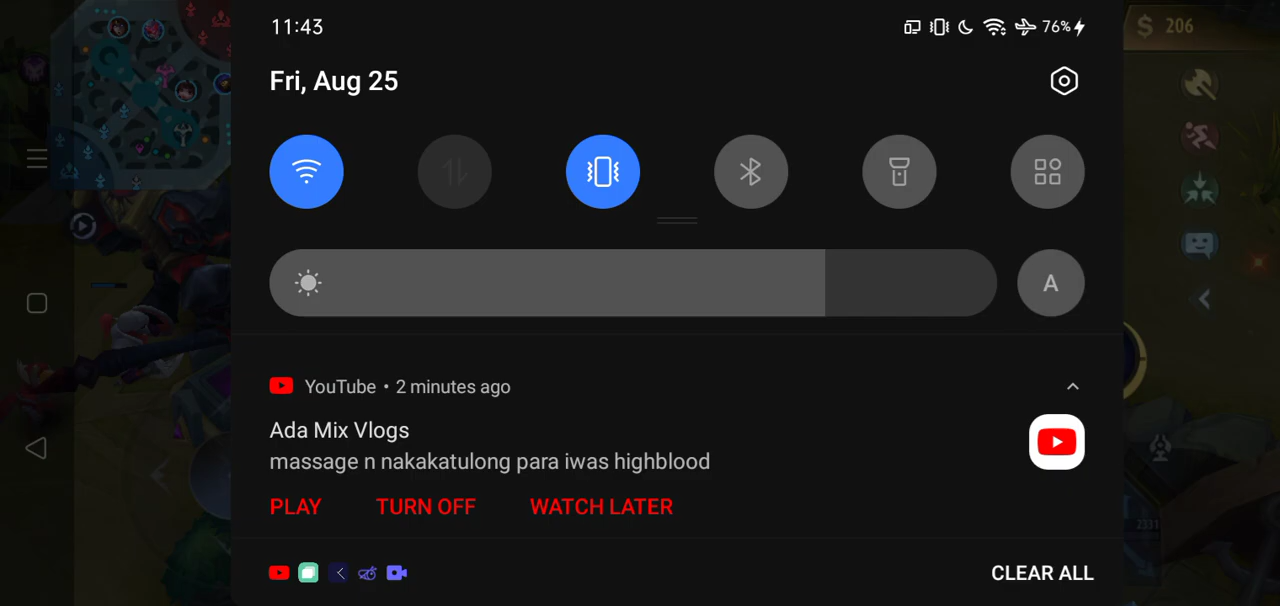 11:43
76%
$ 206
Fri, Aug 25
A
YouTube • 2 minutes ago
Ada Mix Vlogs
massage n nakakatulong para iwas highblood
PLAY TURN OFF WATCH LATER
2331
CLEAR ALL